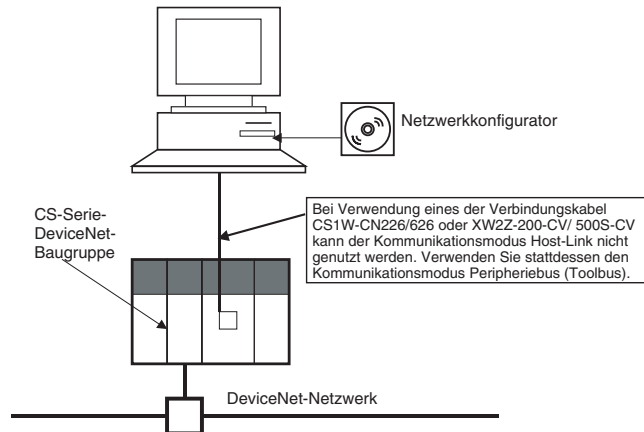 Netzwerkkonfigurator
CS-Serie-
DeviceNet-
Baugruppe
Bei Verwendung eines der Verbindungskabel
CS1W-CN226/626 oder XW2Z-200-CV/ 500S-CV
kann der Kommunikationsmodus Host-Link nicht
genutzt werden. Verwenden Sie stattdessen den
Kommunikationsmodus Peripheriebus (Toolbus).
DeviceNet-Netzwerk